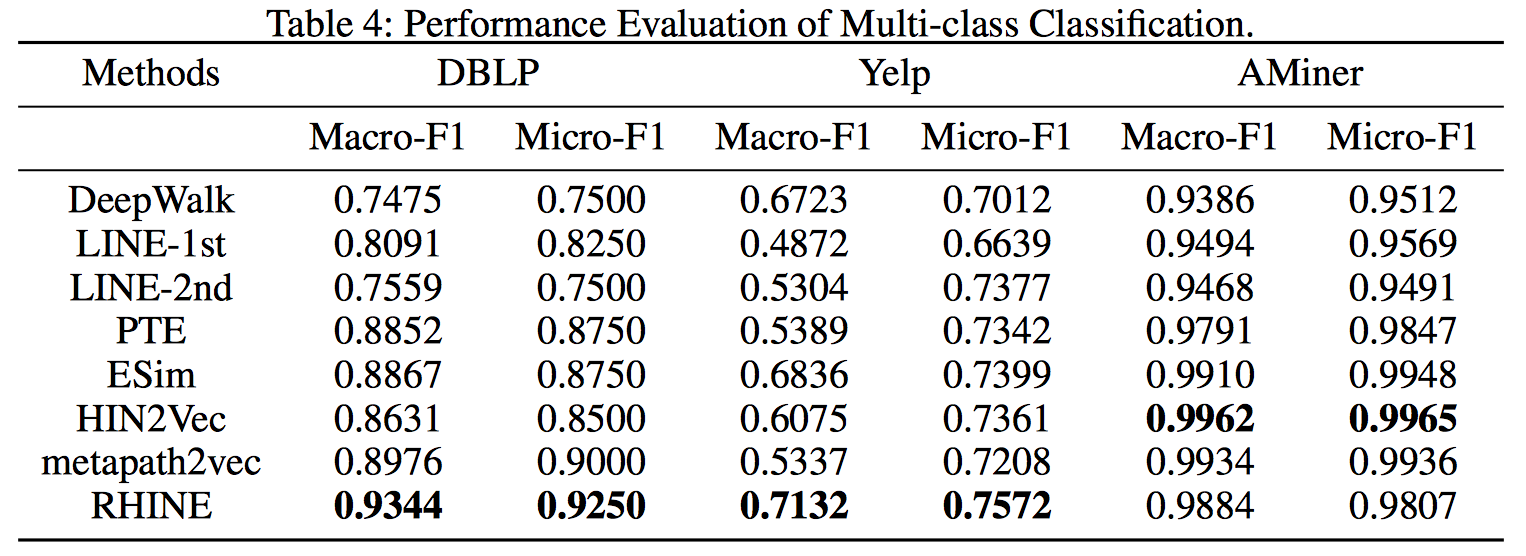 Table 4: Performance Evaluation of Multi-class Classification.
Methods DBLP Yelp AMiner
Macro-F1 Micro-F1 Macro-F1 Micro-F1 Macro-F1 Micro-F1
DeepWalk 0.7475 0.7500 0.6723 0.7012 0.9386 0.9512
LINE-1st 0.8091 0.8250 0.4872 0.6639 0.9494 0.9569
LINE-2nd 0.7559 0.7500 0.5304 0.7377 0.9468 0.9491
PTE 0.8852 0.8750 0.5389 0.7342 0.9791 0.9847
ESim 0.8867 0.8750 0.6836 0.7399 0.9910 0.9948
HIN2Vec 0.8631 0.8500 0.6075 0.7361 0.9962 0.9965
metapath2vec 0.8976 0.9000 0.5337 0.7208 0.9934 0.9936
RHINE 0.9344 0.9250 0.7132 0.7572 0.9884 0.9807